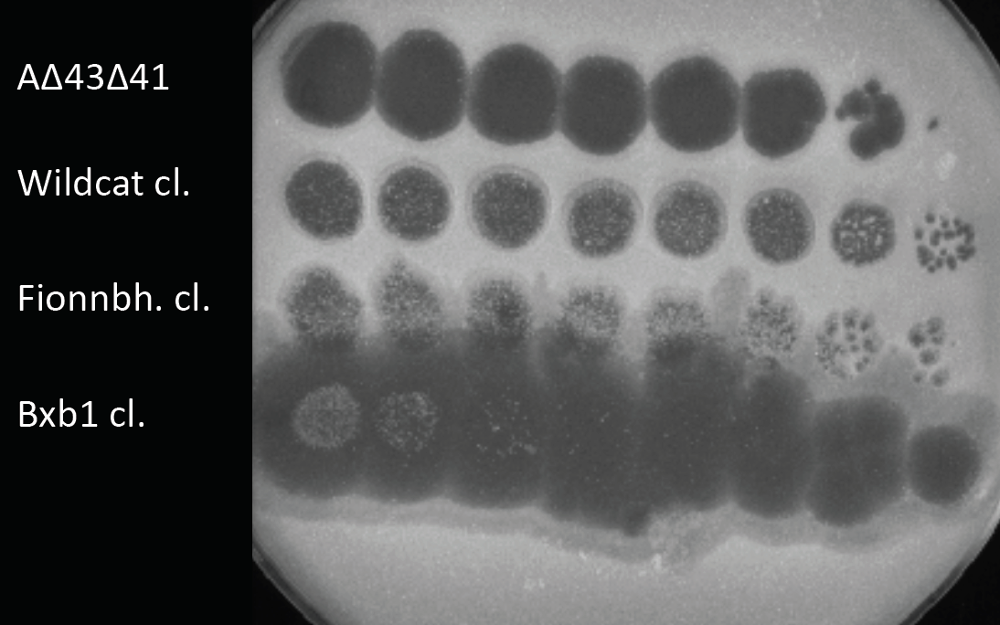 AΔ43Δ41
Wildcat cl.
Fionnbh. cl.
Bxb1 cl.